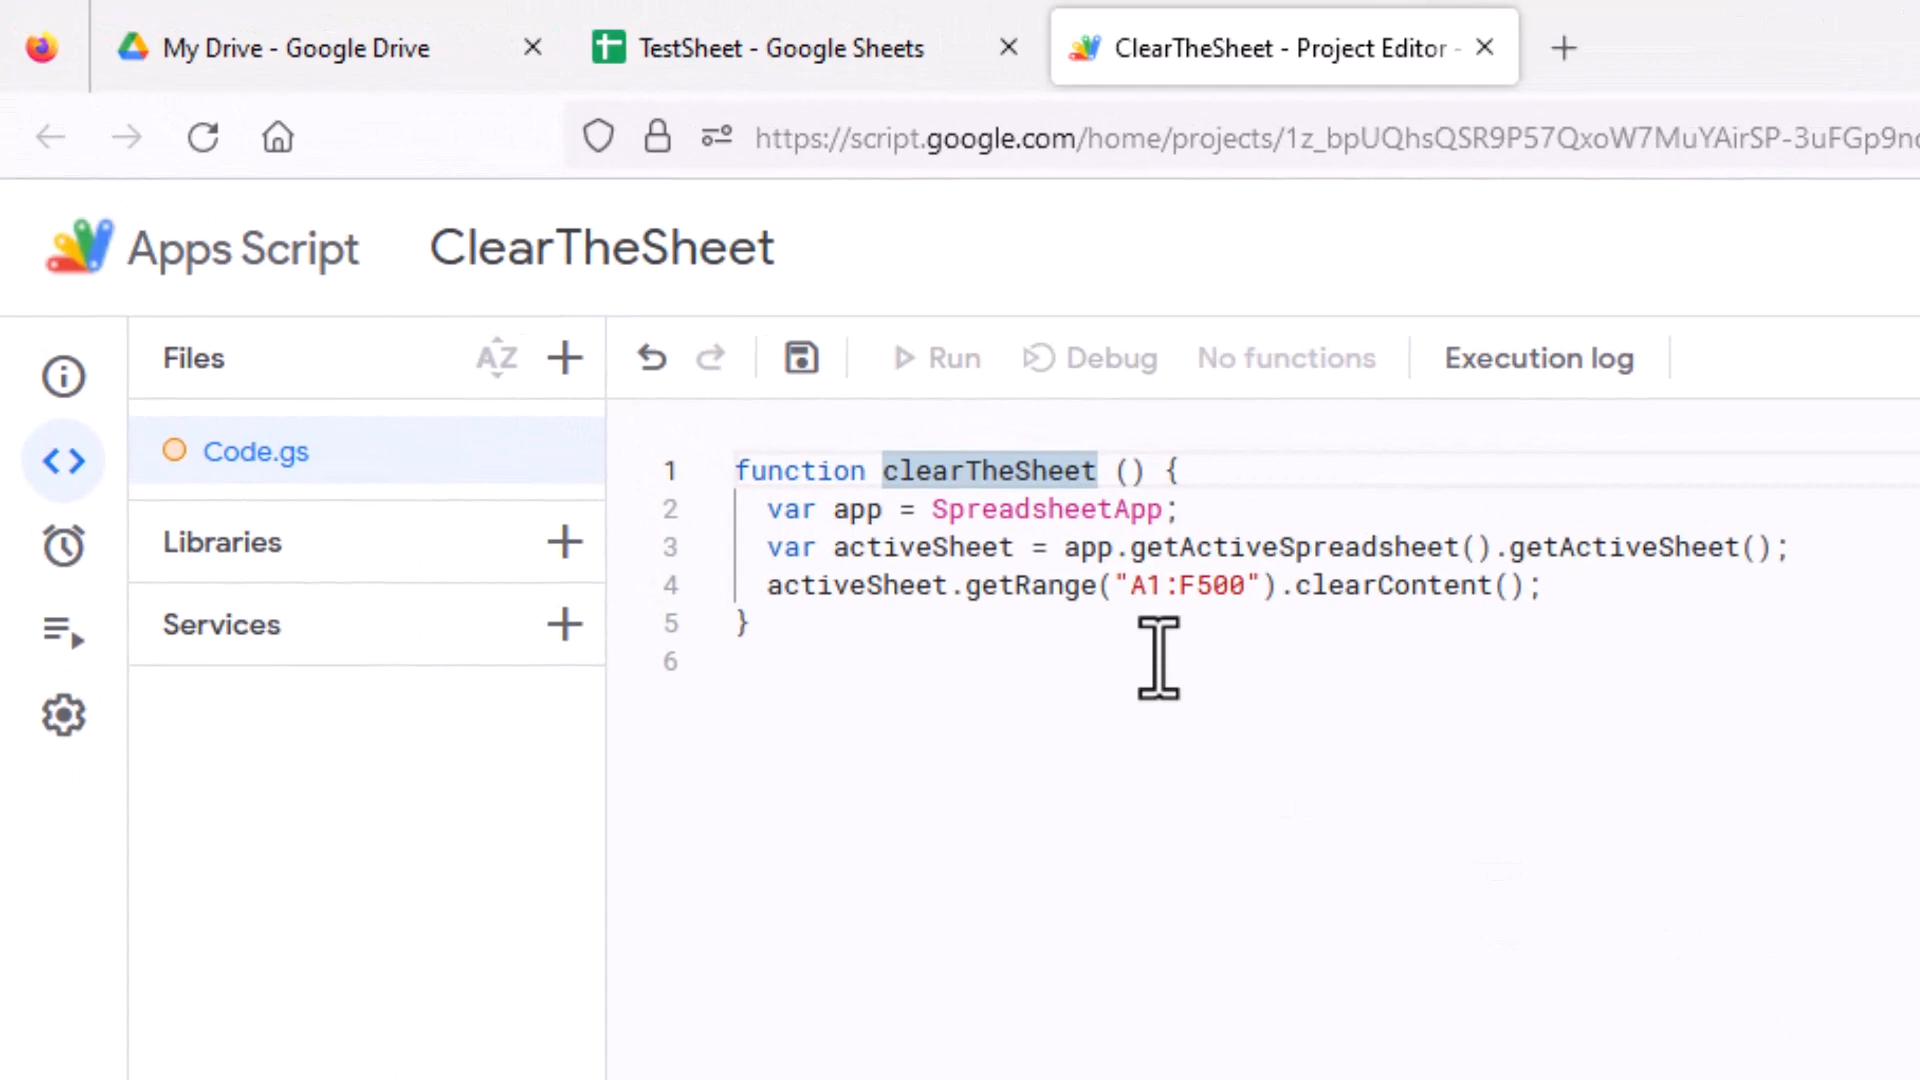 My Drive - Google Drive
TestSheet - Google Sheets
ClearTheSheet - Project Editor -
https://script.google.com/home/projects/1z_bpUQhsQSR9P57QxoW7MuYAirSP-3uFGp9n
Apps Script
ClearTheSheet
Files
AZ
Run
Debug
No functions
Execution log
Code.gs
Libraries
Services
1 function clearTheSheet () {
2 var app = SpreadsheetApp;
3 var activeSheet = app.getActiveSpreadsheet().getActiveSheet();
4 activeSheet.getRange("A1:F500").clearContent();
5 }
6